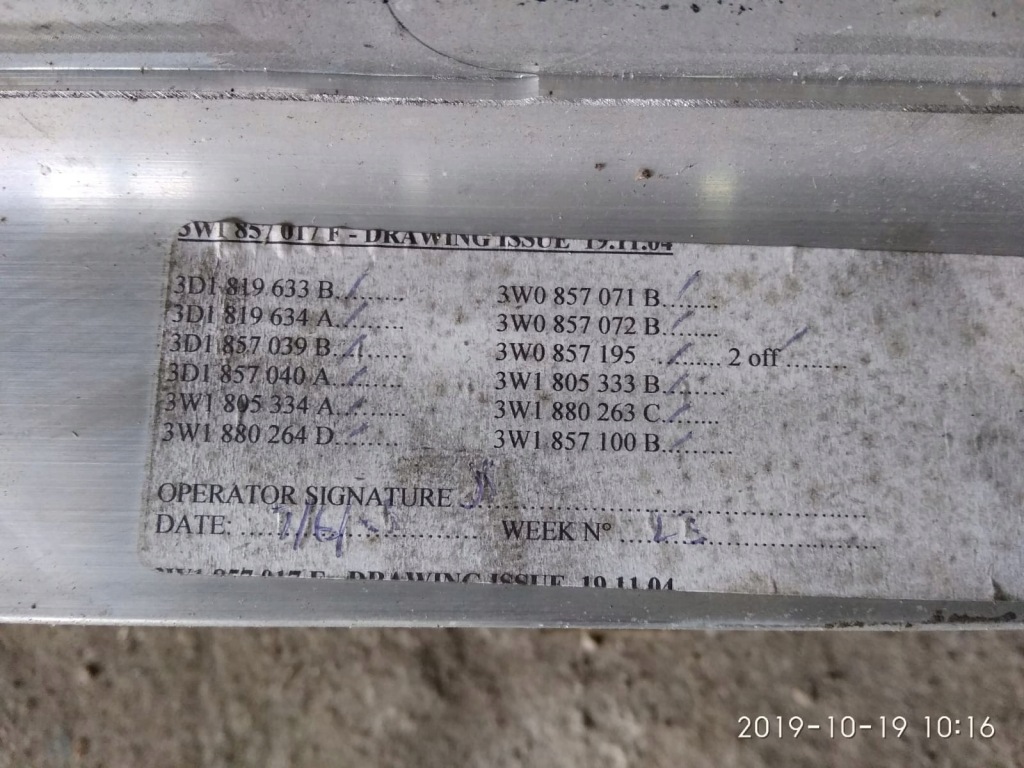 3W1 857 017 F - DRAWING ISSUE 19.11.04
3D1 819 633 B........... 3W0 857 071 B.........
3D1 819 634 A.......... 3W0 857 072 B.........
3D1 857 039 B........... 3W0 857 195 ............ 2 off ..........
3D1 857 040 A........... 3W1 805 333 B..........
3W1 805 334 A........... 3W1 880 263 C.........
3W1 880 264 D........... 3W1 857 100 B...........
OPERATOR SIGNATURE
DATE: WEEK N° 23
3W1 857 017 F - DRAWING ISSUE 19.11.04
2019-10-19 10:16